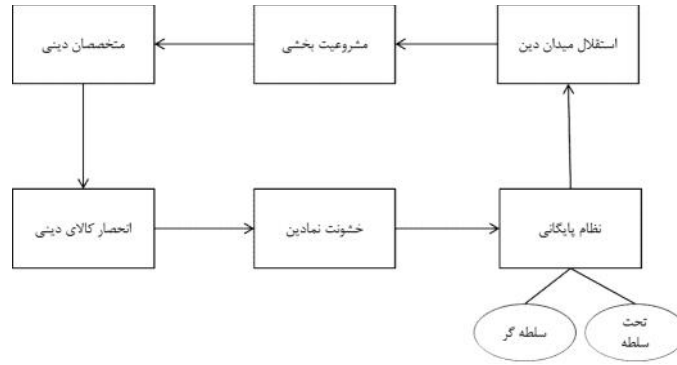 استقلال میدان دین
مشروعیت بخشی
متخصصان دینی
نظام پایگانی
خشونت نمادین
انحصار کالای دینی
تحت
سلطه
سلطه گر